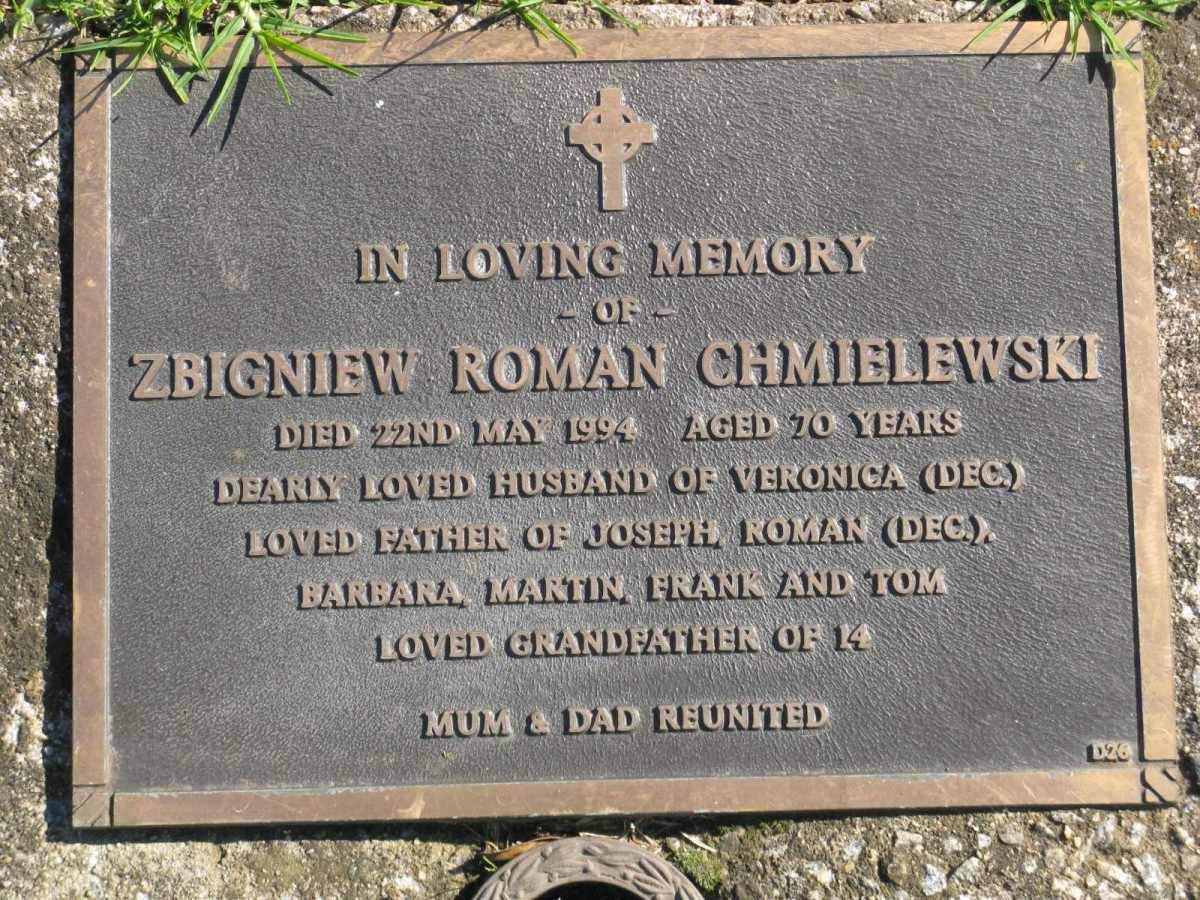 IN LOVING MEMORY
- OF -
ZBIGNIEW ROMAN CHMIELEWSKI
DIED 22ND MAY 1994 AGED 70 YEARS
DEARLY LOVED HUSBAND OF VERONICA (DEC.)
LOVED FATHER OF JOSEPH, ROMAN (DEC.),
BARBARA, MARTIN, FRANK AND TOM
LOVED GRANDFATHER OF 14
MUM & DAD REUNITED
D26